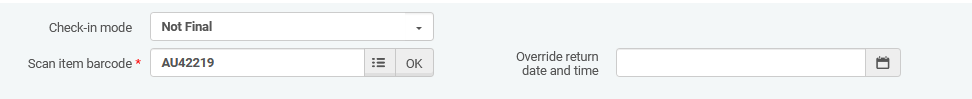 Check-in mode Not Final
Scan item barcode * AU42219 OK
Override return
date and time